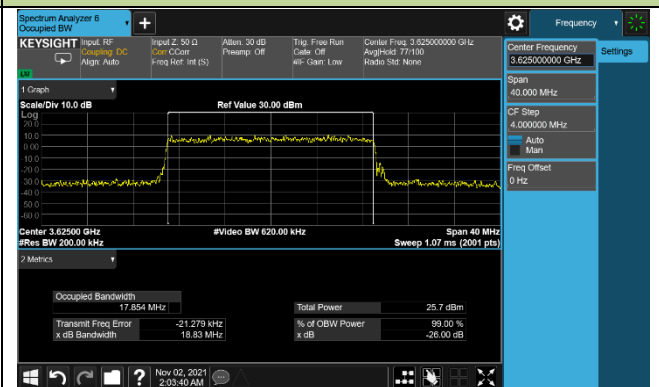 Spectrum Analyzer 6
Occupied BW
Frequency
KEYSIGHT Input: RF Input Z: 50 Ω Atten: 30 dB Trig: Free Run Center Freq: 3.625000000 GHz
Coupling: DC Corr CCorr Preamp: Off Gate: Off Avg|Hold: 77/100
Align: Auto Freq Ref: Int (S) #IF Gain: Low Radio Std: None
Center Frequency
3.625000000 GHz
Settings
Span
40.000 MHz
CF Step
4.000000 MHz
Auto
Man
Freq Offset
0 Hz
1 Graph
Scale/Div 10.0 dB Ref Value 30.00 dBm
Log
20.0
10.0
0.00
-10.0
-20.0
-30.0
-40.0
-50.0
-60.0
Center 3.62500 GHz #Video BW 620.00 kHz Span 40 MHz
#Res BW 200.00 kHz Sweep 1.07 ms (2001 pts)
2 Metrics
Occupied Bandwidth
17.854 MHz Total Power 25.7 dBm
Transmit Freq Error -21.279 kHz % of OBW Power 99.00 %
x dB Bandwidth 18.83 MHz x dB -26.00 dB
Nov 02, 2021
2:03:40 AM